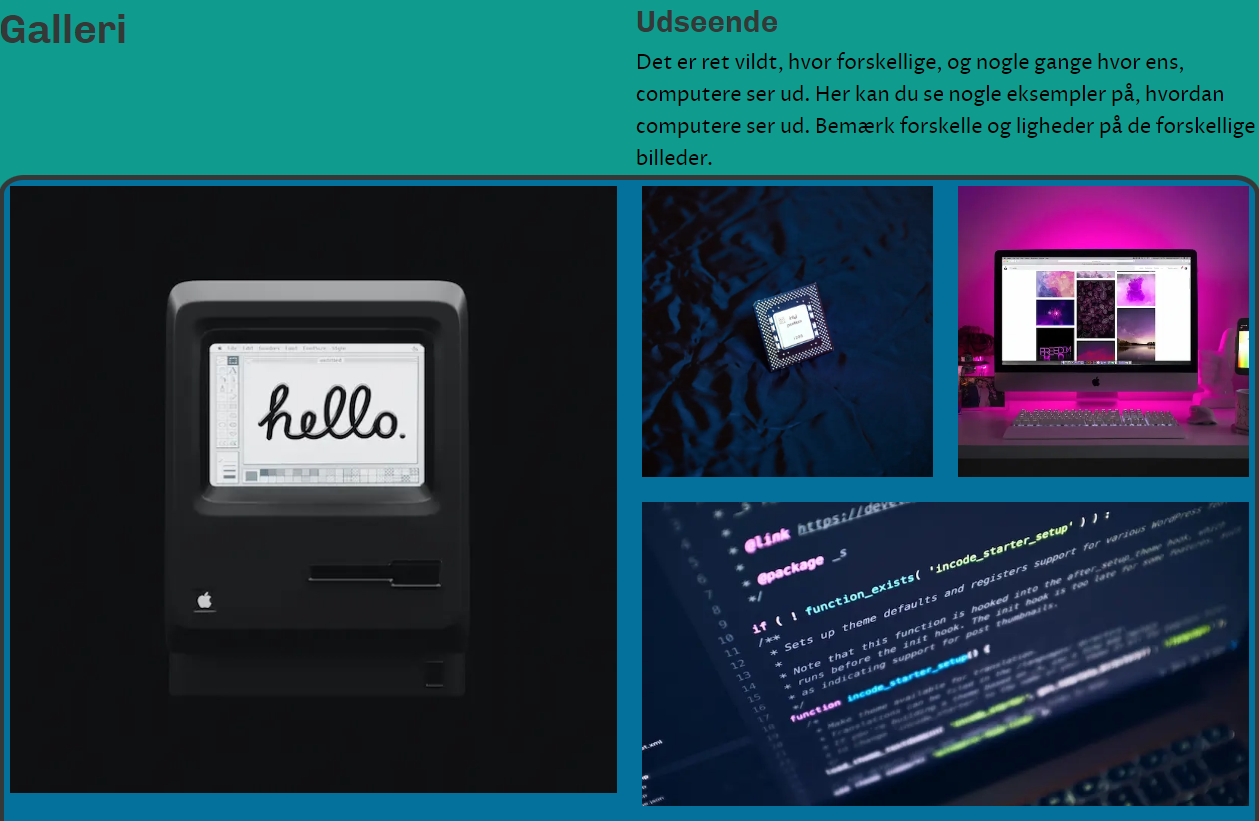 Galleri
Udseende
Det er ret vildt, hvor forskellige, og nogle gange hvor ens,
computere ser ud. Her kan du se nogle eksempler på, hvordan
computere ser ud. Bemærk forskelle og ligheder på de forskellige
billeder.
hello.
* @link https://deve
*
* @package _s
*/
if ( ! function_exists( 'incode_starter_setup' ) ) :
/**
* Sets up theme defaults and registers support for various WordPress
*
* Note that this function is hooked into the after_setup_theme hook, which
* runs before the init hook. The init hook is too late for some features, such
* as indicating support for post thumbnails.
*/
function incode_starter_setup() {